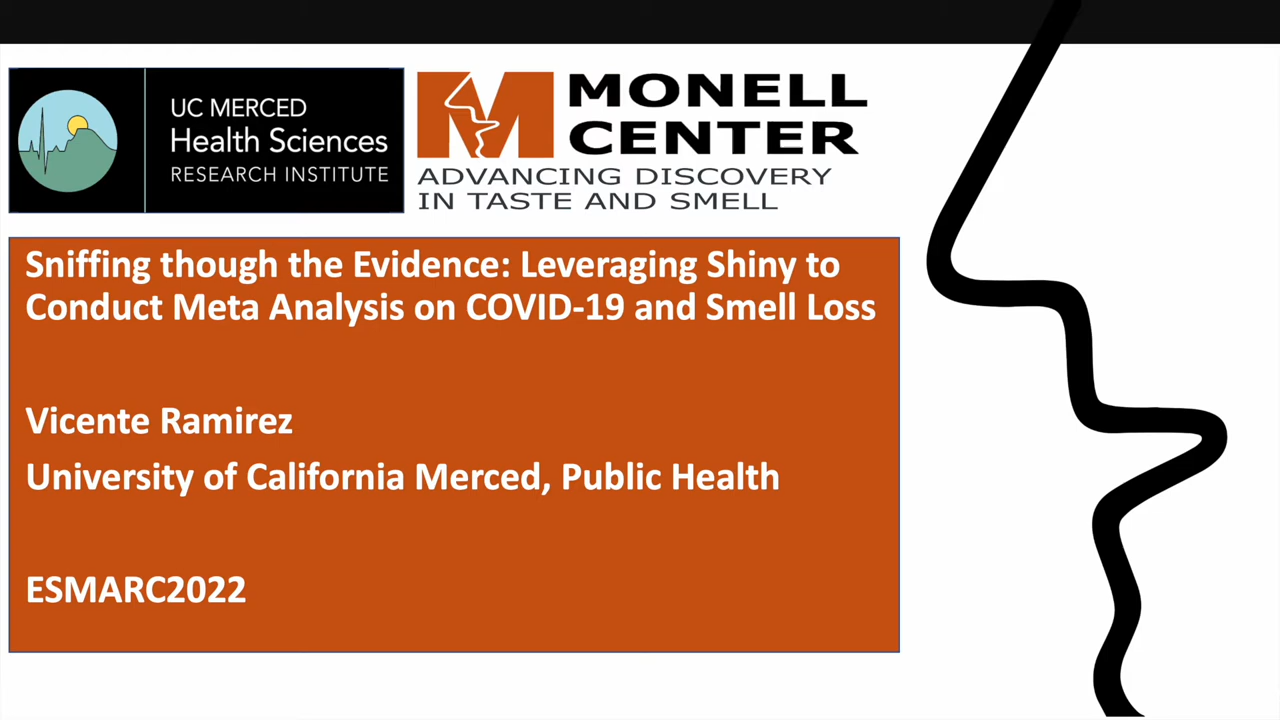 UC MERCED
Health Sciences
RESEARCH INSTITUTE
MONELL
CENTER
ADVANCING DISCOVERY
IN TASTE AND SMELL
Sniffing though the Evidence: Leveraging Shiny to
Conduct Meta Analysis on COVID-19 and Smell Loss
Vicente Ramirez
University of California Merced, Public Health
ESMARC2022